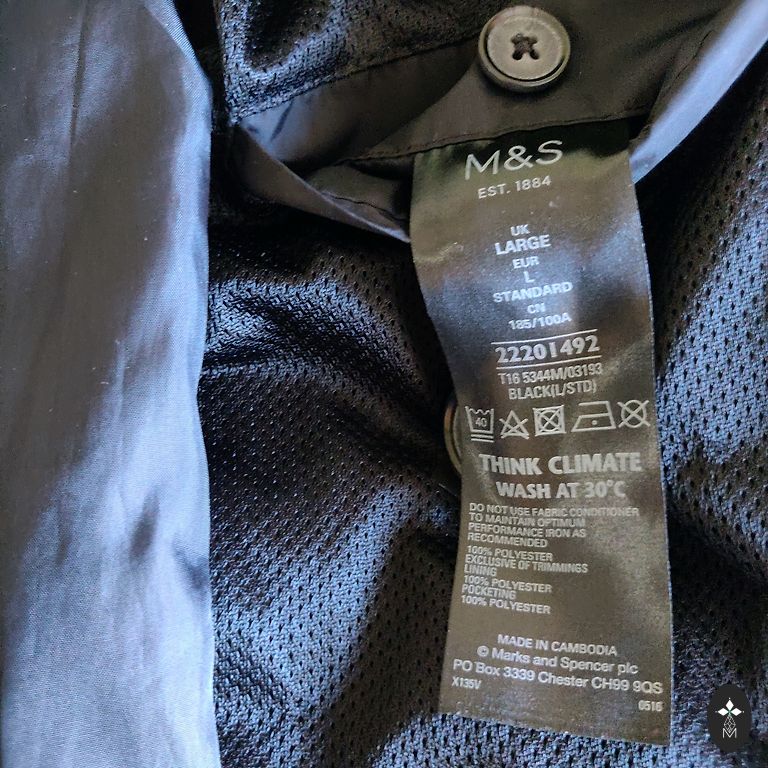 M&S
EST. 1884
UK
LARGE
EUR
L
STANDARD
CN
185/100A
22201492
T16 5344M/03193
BLACK(L/STD)
40
THINK CLIMATE
WASH AT 30°C
DO NOT USE FABRIC CONDITIONER
TO MAINTAIN OPTIMUM
PERFORMANCE IRON AS
RECOMMENDED
100% POLYESTER
EXCLUSIVE OF TRIMMINGS
LINING
100% POLYESTER
POCKETING
100% POLYESTER
MADE IN CAMBODIA
© Marks and Spencer plc
PO Box 3339 Chester CH99 9QS
X135V
0516
M